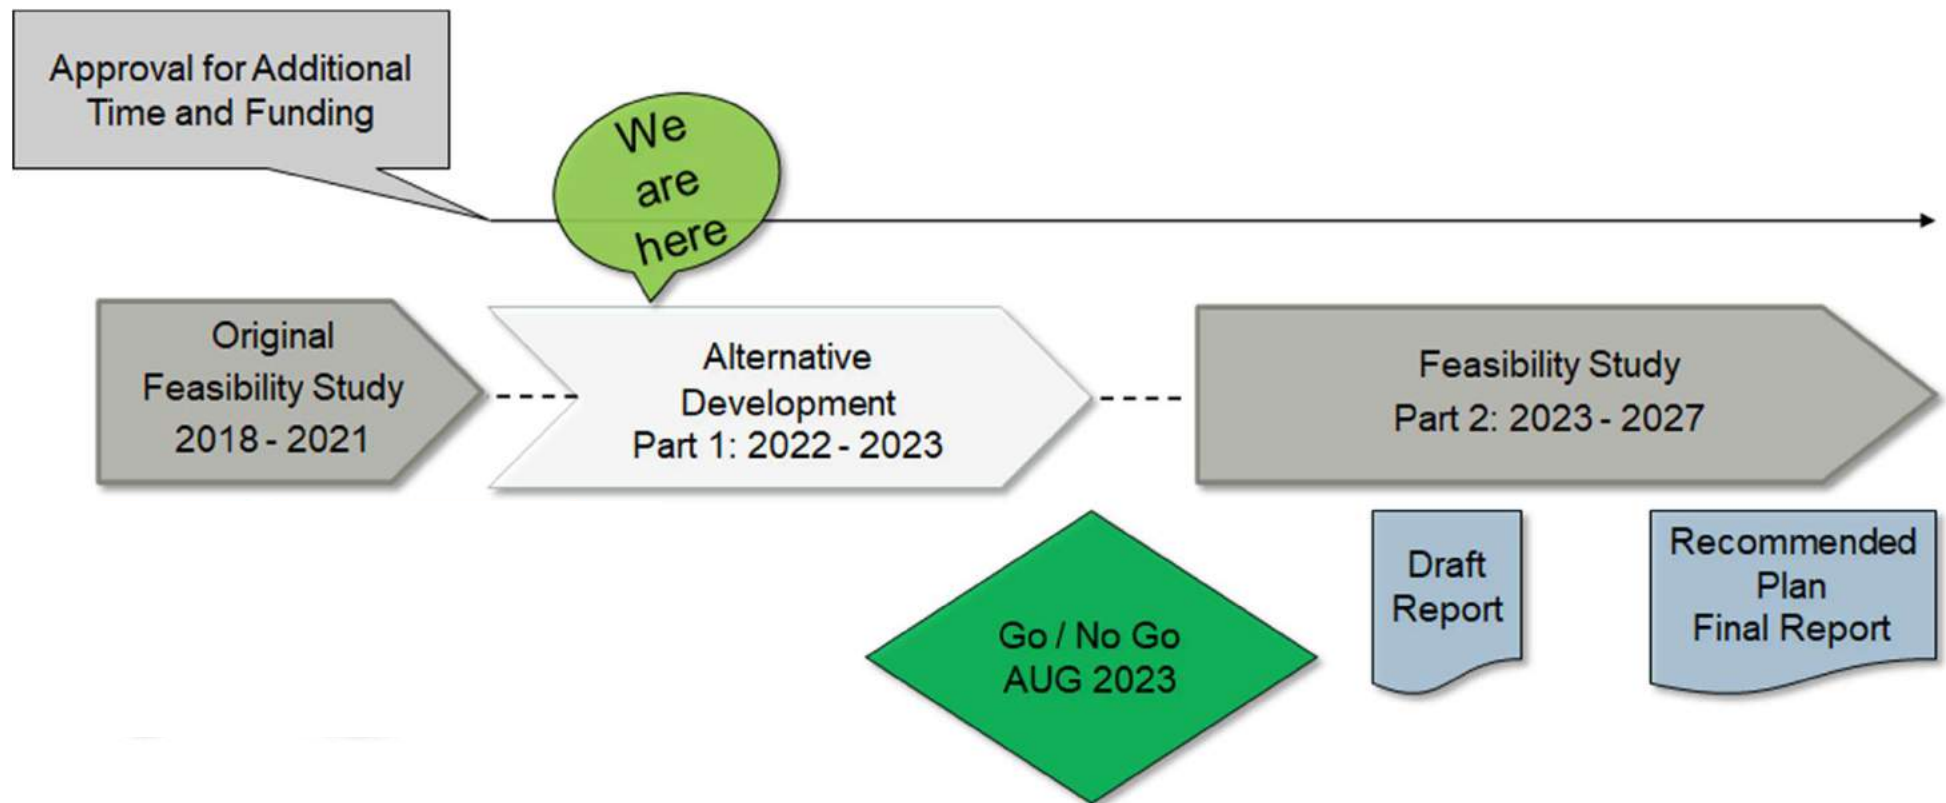 Approval for Additional
Time and Funding
We
are
here
Original
Feasibility Study
2018 - 2021
Alternative
Development
Part 1: 2022 - 2023
Feasibility Study
Part 2: 2023 - 2027
Go / No Go
AUG 2023
Draft
Report
Recommended
Plan
Final Report